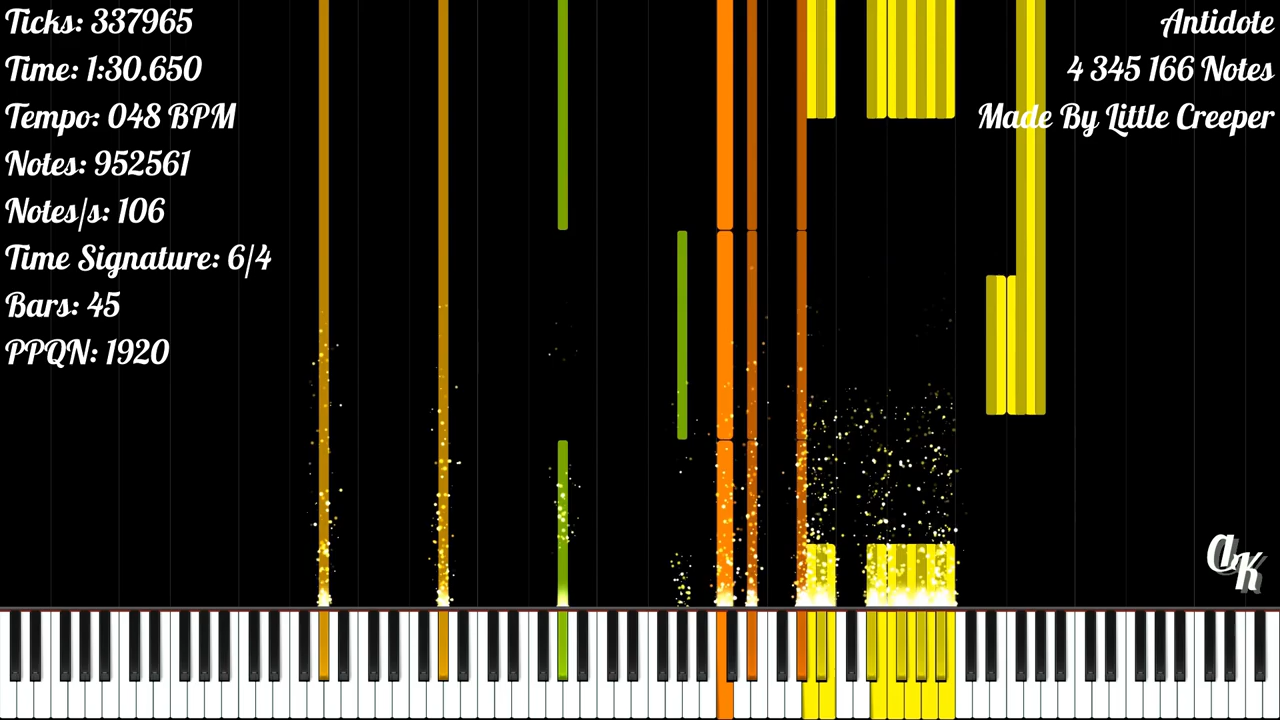 Ticks: 337965
Time: 1:30.650
Tempo: 048 BPM
Notes: 952561
Notes/s: 106
Time Signature: 6/4
Bars: 45
PPQN: 1920
Antidote
4 345 166 Notes
Made By Little Creeper
aK